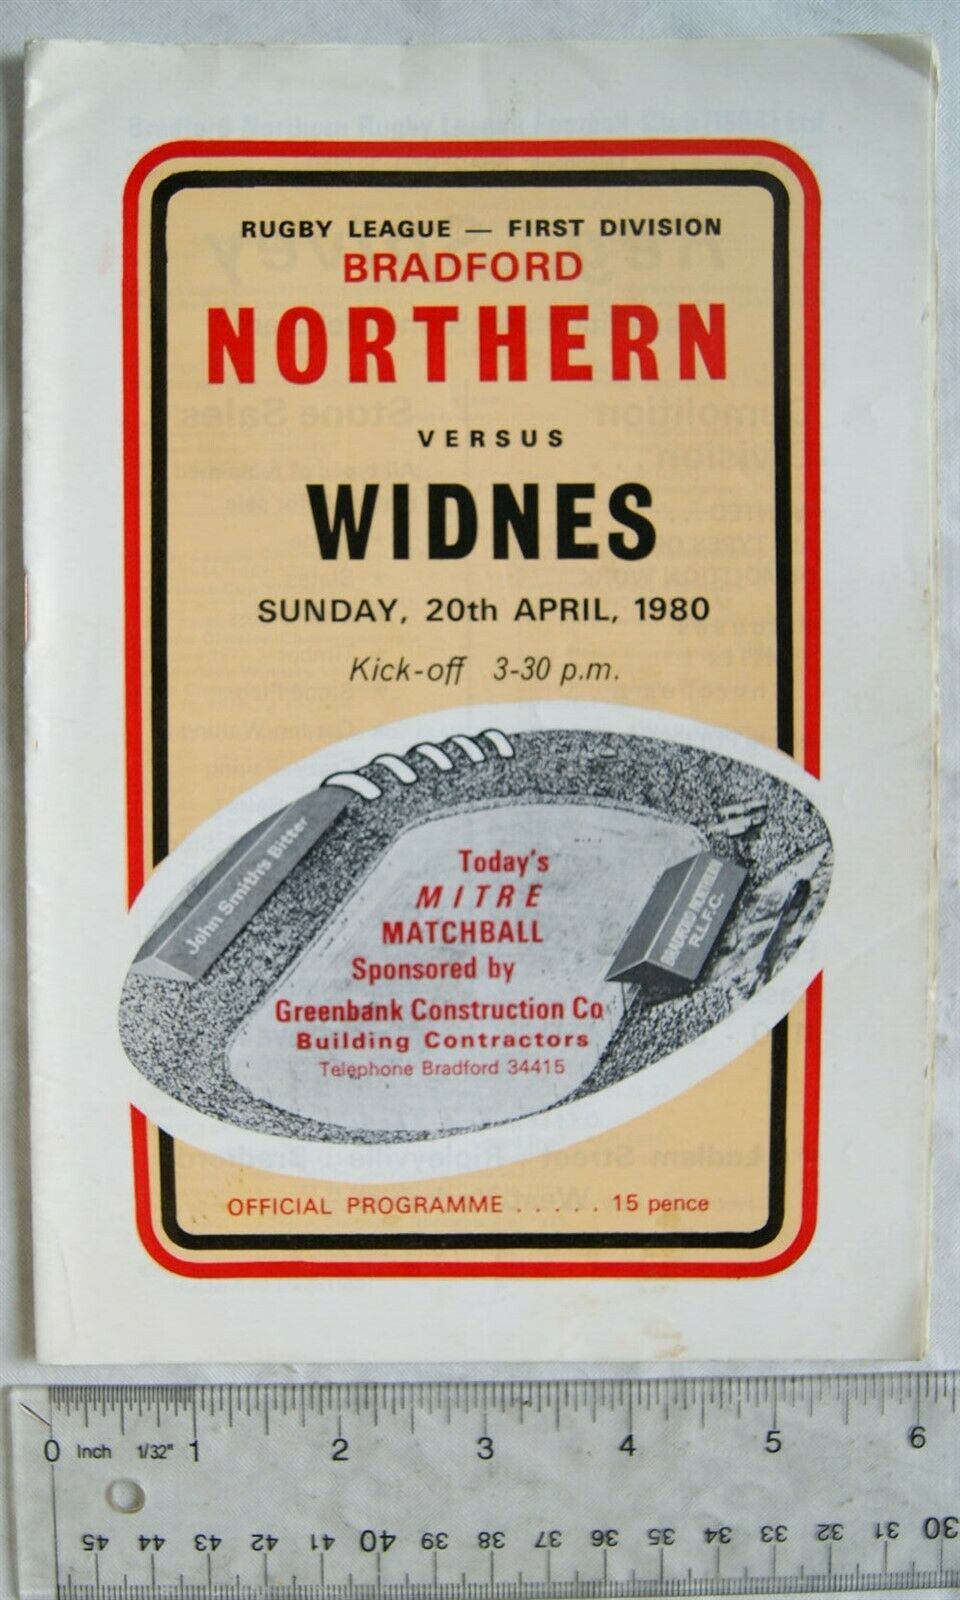 RUGBY LEAGUE — FIRST DIVISION
BRADFORD
NORTHERN
VERSUS
WIDNES
SUNDAY, 20th APRIL, 1980
Kick-off 3-30 p.m.
John Smiths Bitter
BRADFORD NORTHERN
R.L.F.C.
Today's
MITRE
MATCHBALL
Sponsored by
Greenbank Construction Co
Building Contractors
Telephone Bradford 34415
OFFICIAL PROGRAMME ..... 15 pence
0 Inch 1/32" 1 2 3 4 5 6
45 44 43 42 41 40 39 38 37 36 35 34 33 32 31 30